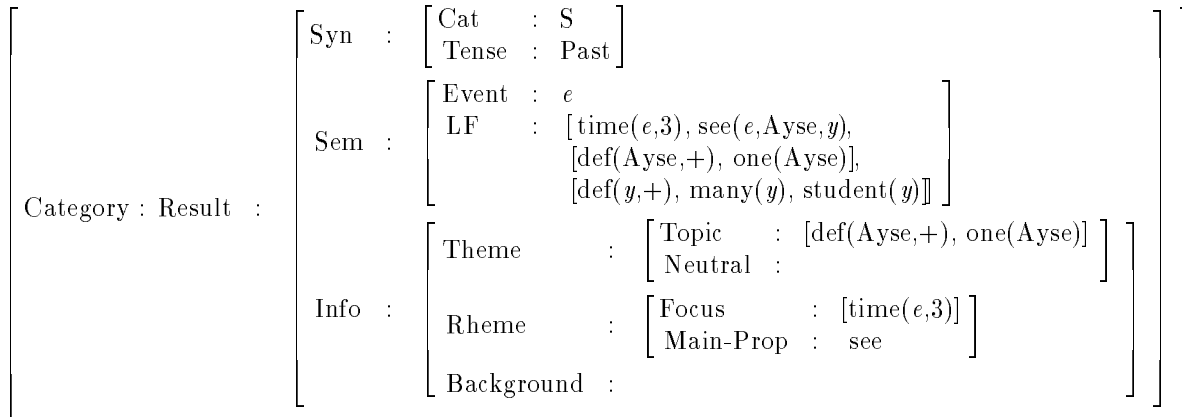 Cat : S
Syn :
Tense : Past
Event : e
LF : [time(e,3), see(e,Ayse,y),
Sem :
[def(Ayse,+), one(Ayse)],
[def(y,+), many(y), student(y)]]
Category : Result :
Topic : [def(Ayse,+), one(Ayse)]
Theme :
Neutral :
Info :
Focus : [time(e,3)]
Rheme :
Main-Prop : see
Background :